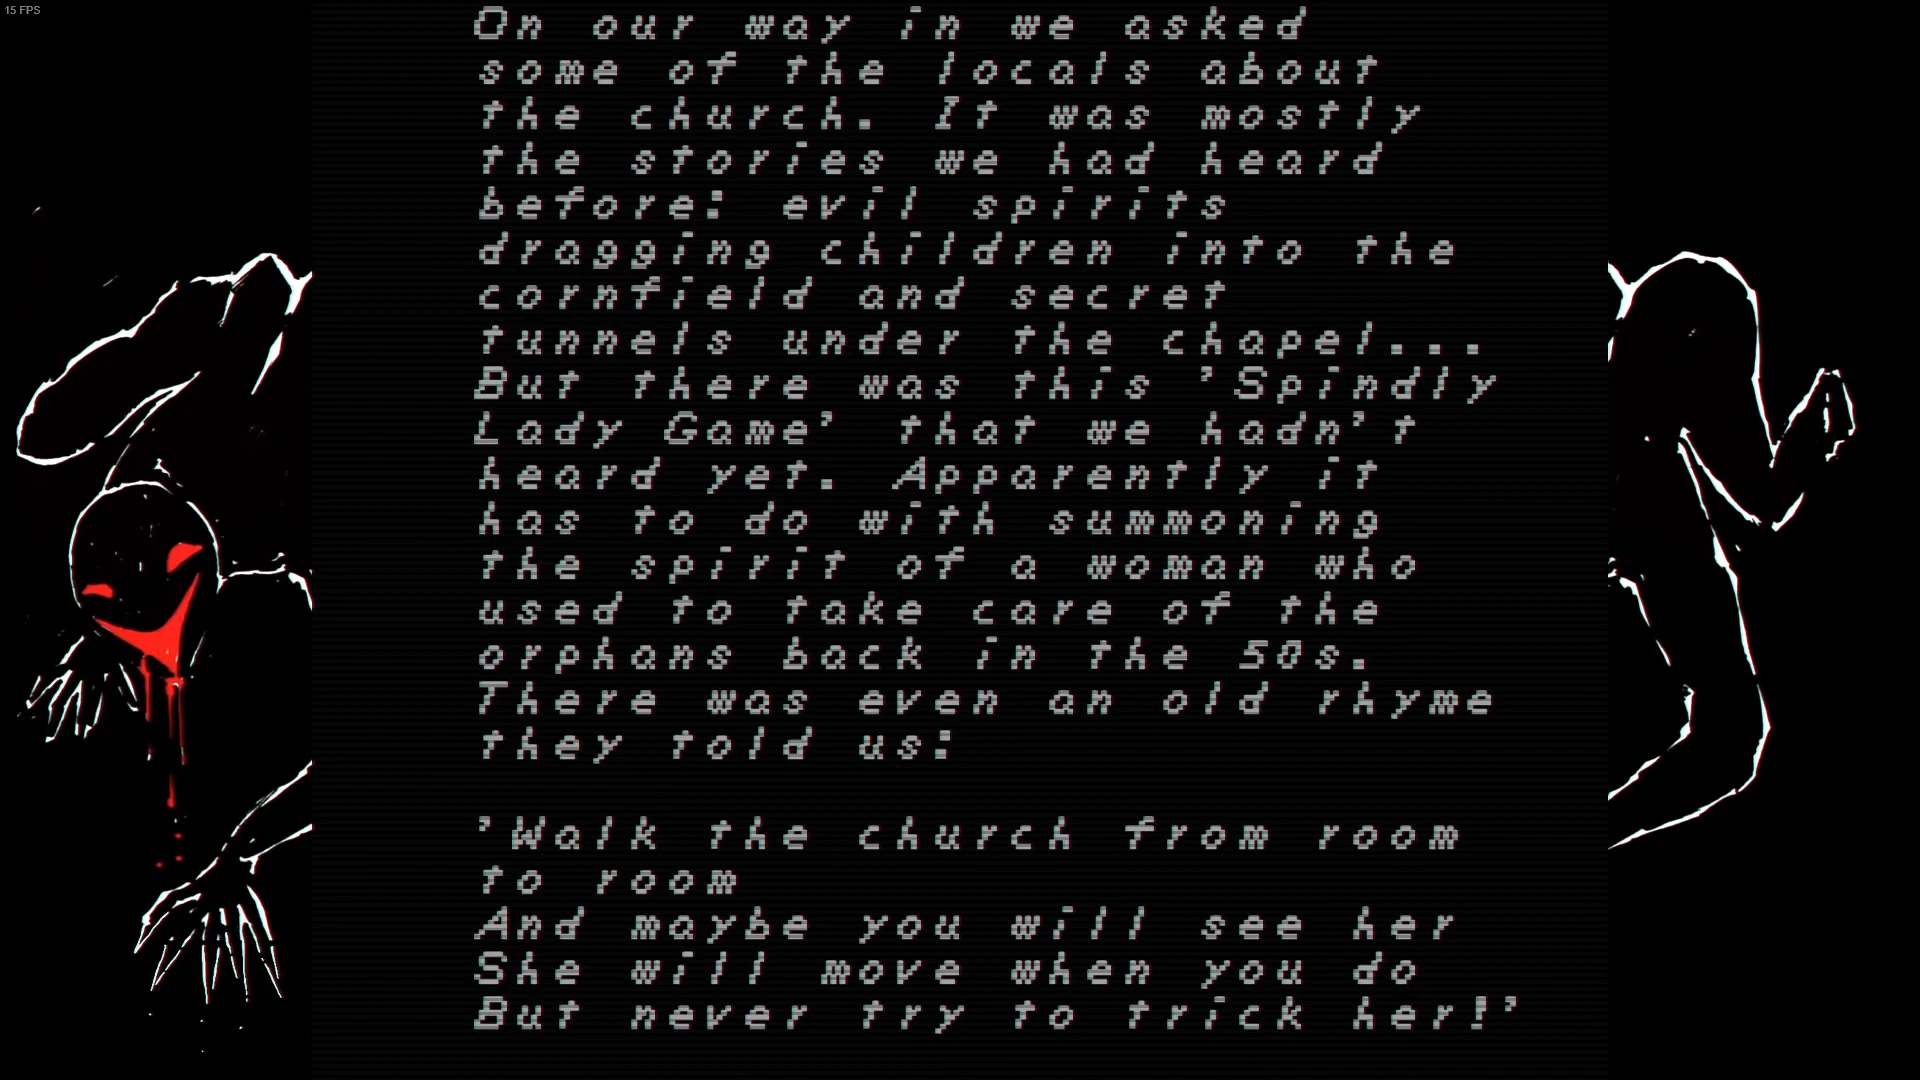 15 FPS
On our way in we asked
some of the locals about
the church. It was mostly
the stories we had heard
before: evil spirits
dragging children into the
cornfield and secret
tunnels under the chapel...
But there was this 'Spindly
Lady Game' that we hadn't
heard yet. Apparently it
has to do with summoning
the spirit of a woman who
used to take care of the
orphans back in the 50s.
There was even an old rhyme
they told us:
'Walk the church from room
to room
And maybe you will see her
She will move when you do
But never try to trick her!'